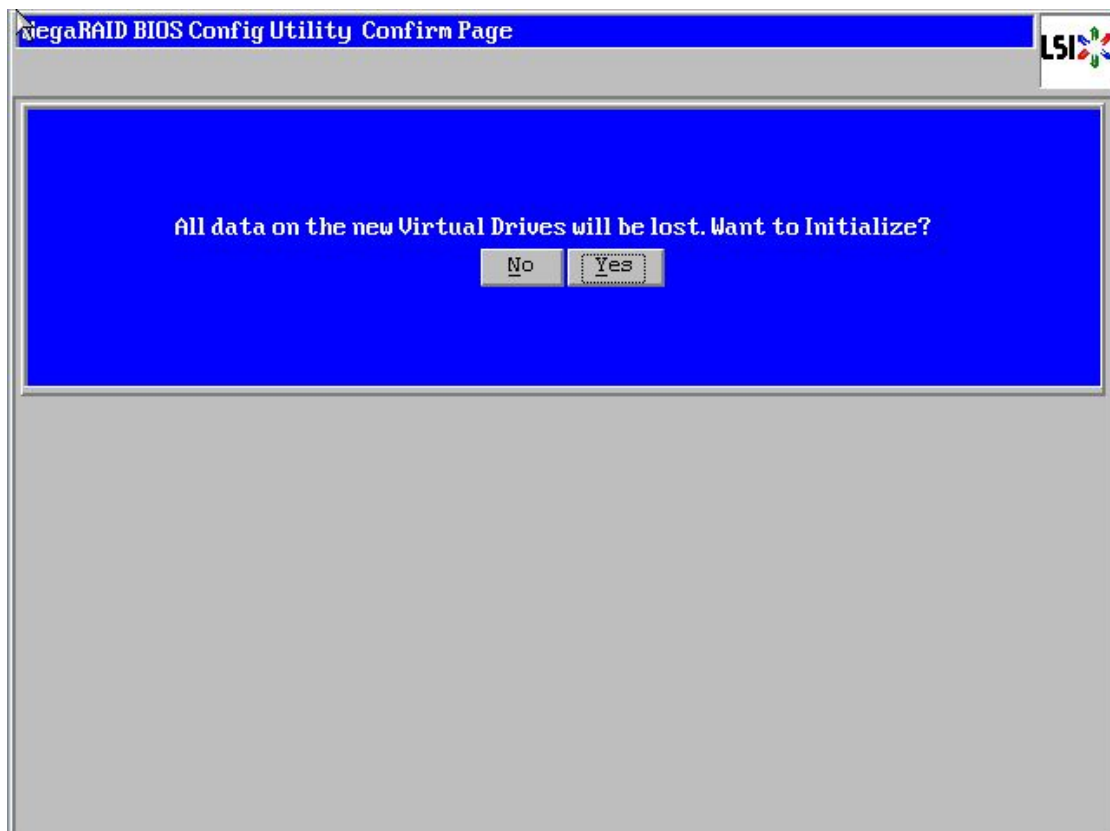 MegaRAID BIOS Config Utility Confirm Page
LSI
All data on the new Virtual Drives will be lost. Want to Initialize?
No
Yes